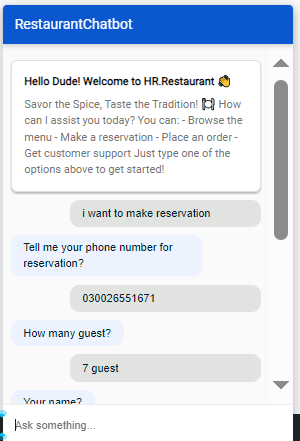 RestaurantChatbot
Hello Dude! Welcome to HR.Restaurant 👏
Savor the Spice, Taste the Tradition! 🍽️ How
can I assist you today? You can: - Browse the
menu - Make a reservation - Place an order -
Get customer support Just type one of the
options above to get started!
i want to make reservation
Tell me your phone number for
reservation?
030026551671
How many guest?
7 guest
Your name?
Ask something...